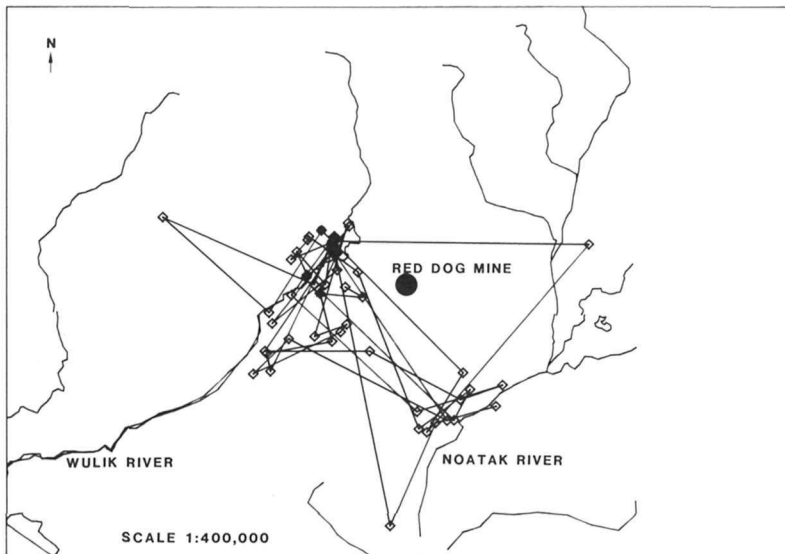 N
RED DOG MINE
WULIK RIVER
NOATAK RIVER
SCALE 1:400,000